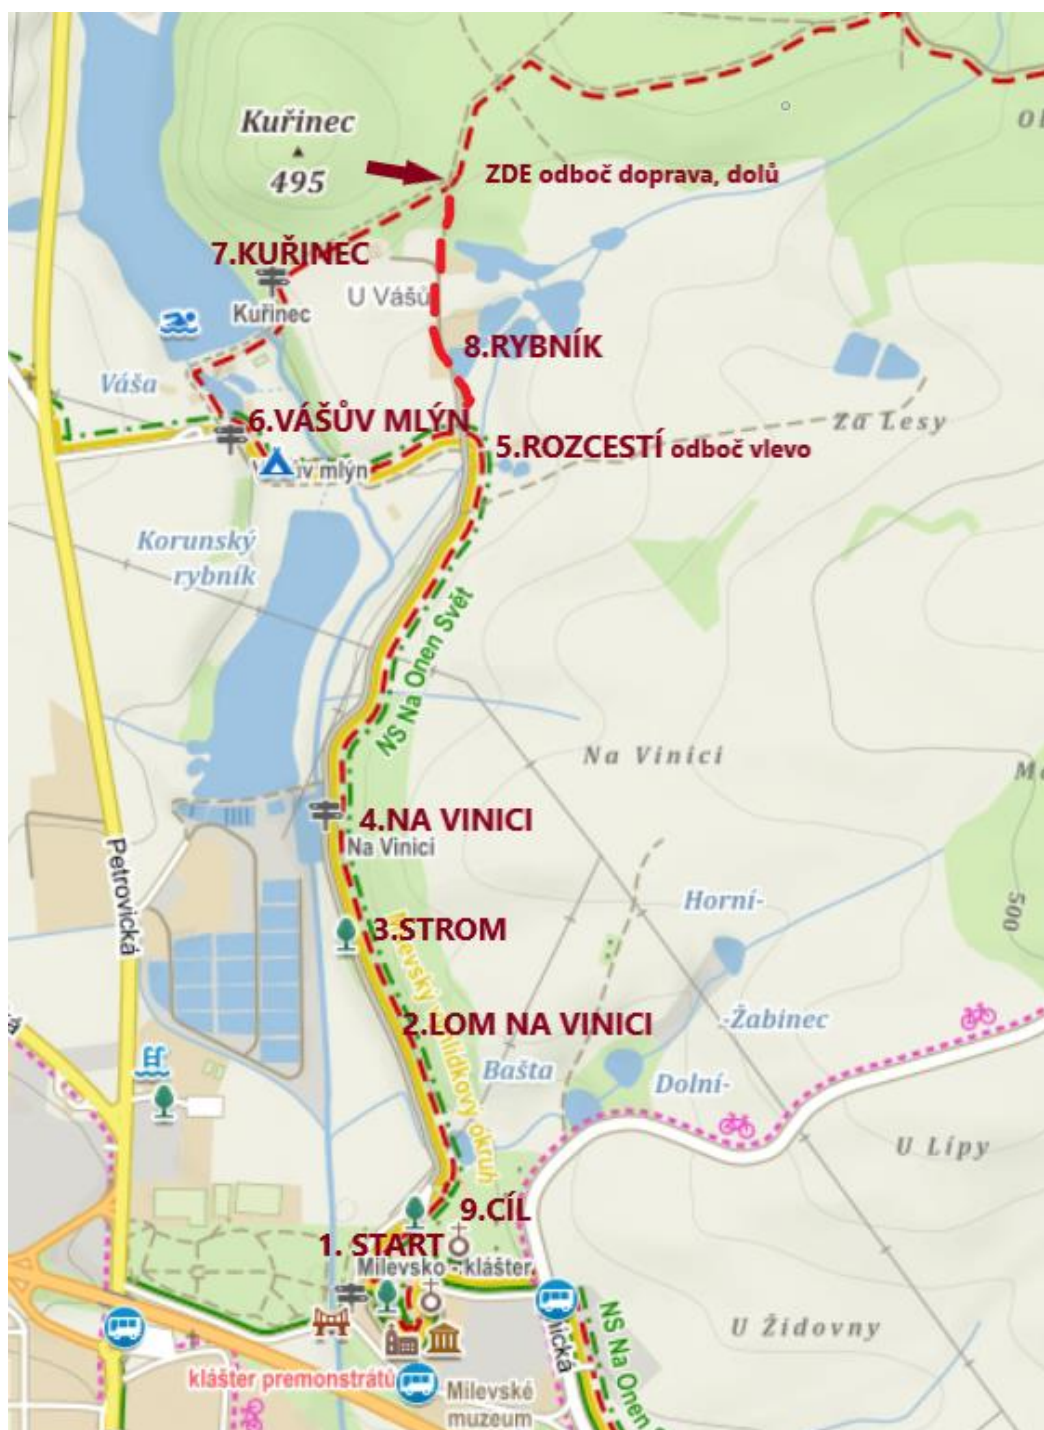 Kuřinec
495
ZDE odboč doprava, dolů
7.KUŘINEC
U Vášů
Kuřinec
8.RYBNÍK
Váša
6.VÁŠŮV MLÝN
Za Lesy
5.ROZCESTÍ odboč vlevo
iv mlýn
Korunský
rybník
NS Na Onen Svět
Na Vinici
4.NA VINICI
Na Vinici
Petrovická
Horní-
500
3.STROM
2.LOM NA VINICI
-Žabinec
Bašta
Dolní-
U Lípy
9.CÍL
1. START
Milevsko - klášter
U Židovny
NS Na Onen
klášter premonstrátů
Milevské
muzeum